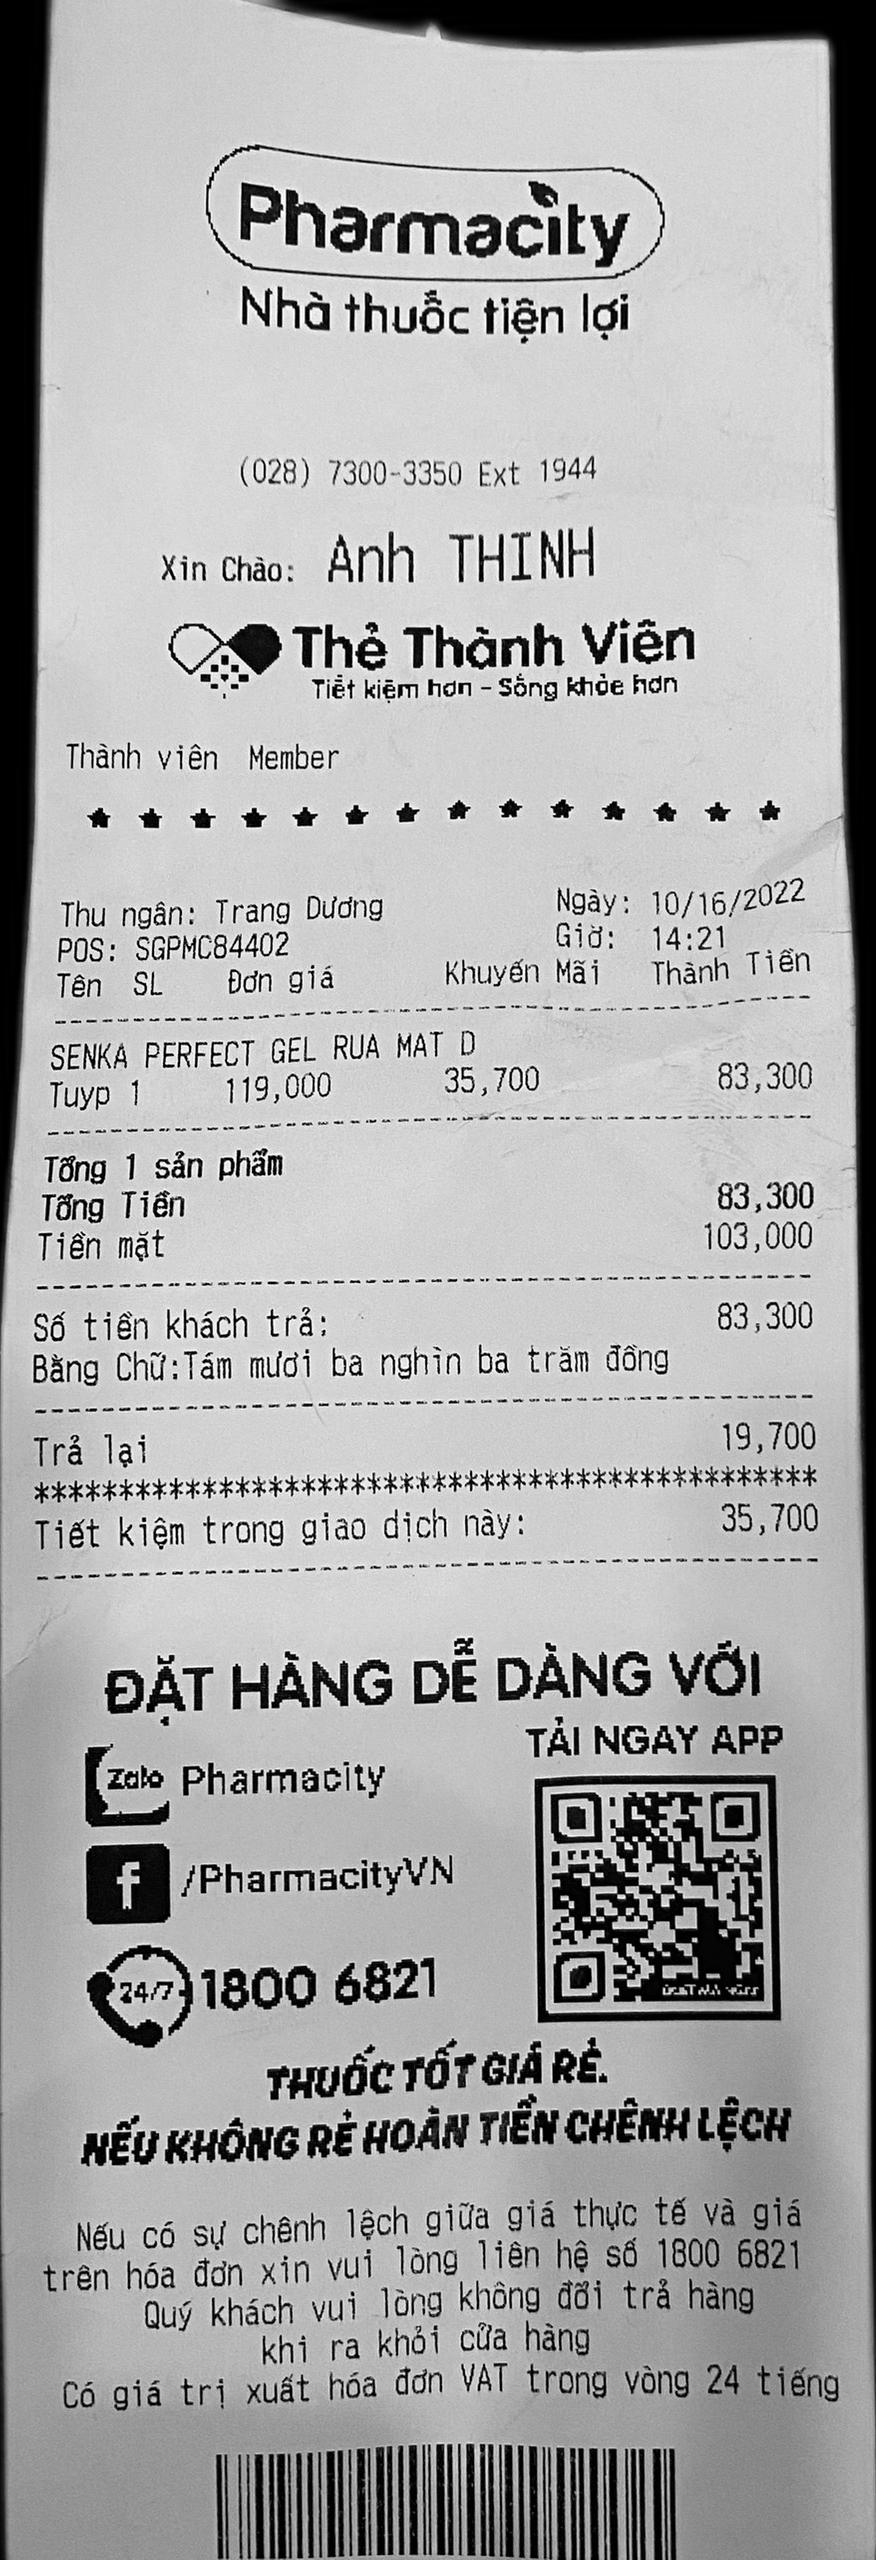 Pharmacity
Nhà thuốc tiện lợi
(028) 7300-3350 Ext 1944
Xin Chào: Anh THINH
Thẻ Thành Viên
Tiết kiệm hơn - Sống khỏe hơn
Thành viên Member
Thu ngân: Trang Dương Ngày: 10/16/2022
POS: SGPMC84402 Giờ: 14:21
Tên SL Đơn giá Khuyến Mãi Thành Tiền
SENKA PERFECT GEL RUA MAT D
Tuyp 1 119,000 35,700 83,300
Tổng 1 sản phẩm
Tổng Tiền 83,300
Tiền mặt 103,000
Số tiền khách trả: 83,300
Bằng Chữ:Tám mươi ba nghìn ba trăm đồng
Trả lại 19,700
***********************************************
Tiết kiệm trong giao dịch này: 35,700
ĐẶT HÀNG DỄ DÀNG VỚI
TẢI NGAY APP
Zalo Pharmacity
f /PharmacityVN
24/7 1800 6821
THUỐC TỐT GIÁ RẺ.
NẾU KHÔNG RẺ HOÀN TIỀN CHÊNH LỆCH
Nếu có sự chênh lệch giữa giá thực tế và giá
trên hóa đơn xin vui lòng liên hệ số 1800 6821
Quý khách vui lòng không đổi trả hàng
khi ra khỏi cửa hàng
Có giá trị xuất hóa đơn VAT trong vòng 24 tiếng